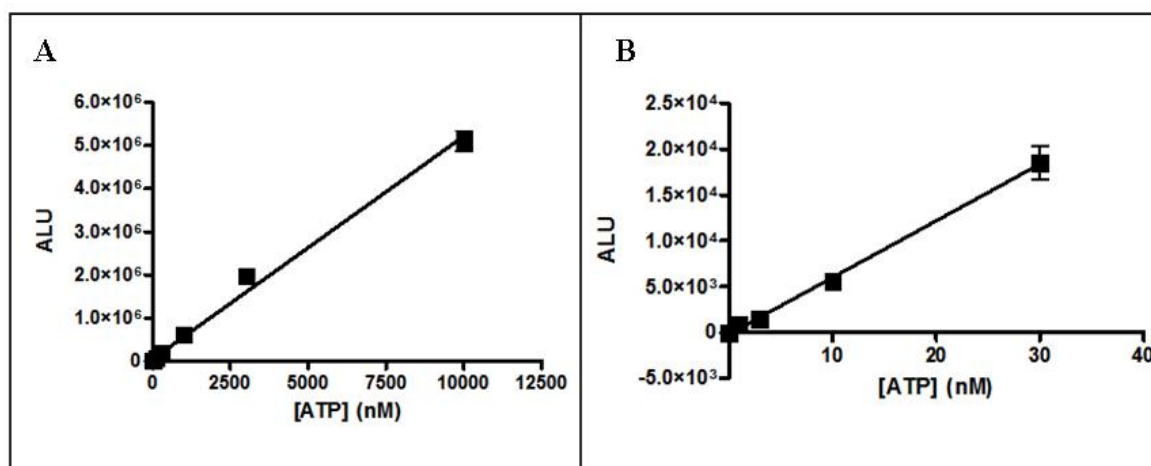 A
6.0×10⁶
5.0×10⁶
4.0×10⁶
3.0×10⁶
2.0×10⁶
1.0×10⁶
0
ALU
0 2500 5000 7500 10000 12500
[ATP] (nM)
B
2.5×10⁴
2.0×10⁴
1.5×10⁴
1.0×10⁴
5.0×10³
0
-5.0×10³
ALU
10 20 30 40
[ATP] (nM)